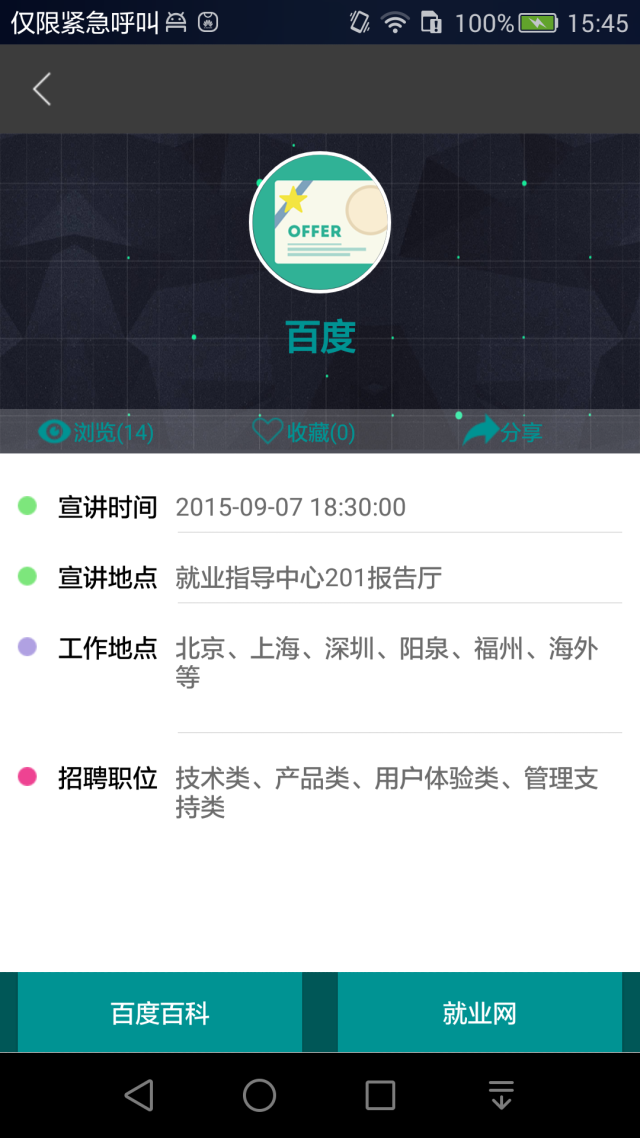 仅限紧急呼叫 100% 15:45
OFFER
百度
浏览(14) 收藏(0) 分享
宣讲时间 2015-09-07 18:30:00
宣讲地点 就业指导中心201报告厅
工作地点 北京、上海、深圳、阳泉、福州、海外
等
招聘职位 技术类、产品类、用户体验类、管理支
持类
百度百科 就业网